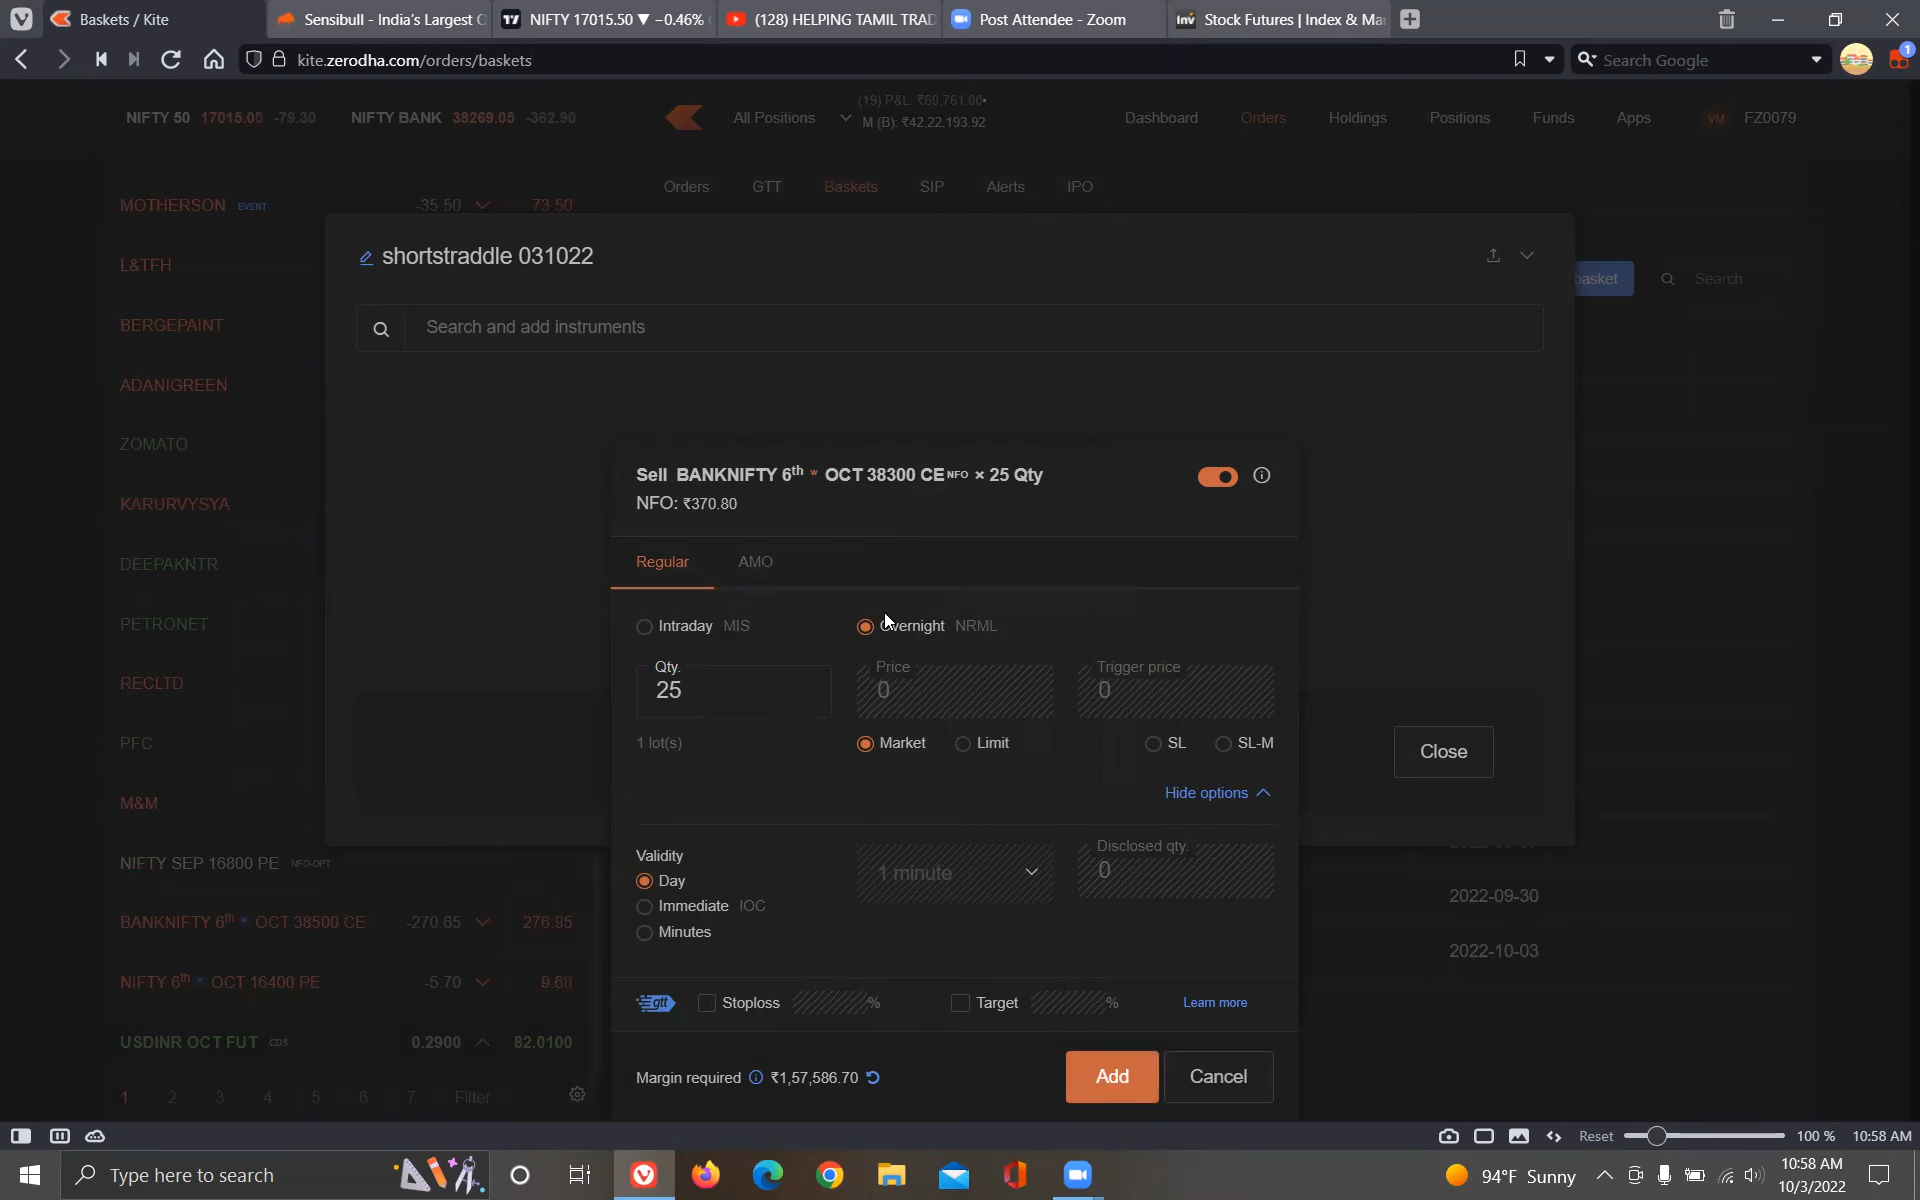 Baskets / Kite
Sensibull - India's Largest C
NIFTY 17015.50 ▼ −0.46%
(128) HELPING TAMIL TRAD
Post Attendee - Zoom
Stock Futures | Index & Mar
kite.zerodha.com/orders/baskets
Search Google
1
NIFTY 50 17015.00 -79.30
NIFTY BANK 38269.05 -362.90
All Positions
(19) P&L: ₹60,761.00
M (B): ₹42,22,193.92
Dashboard
Orders
Holdings
Positions
Funds
Apps
VM
FZ0079
Orders
GTT
Baskets
SIP
Alerts
IPO
MOTHERSON EVENT -35.50 73.50
shortstraddle 031022
L&TFH
basket
Search
Search and add instruments
BERGEPAINT
ADANIGREEN
ZOMATO
Sell BANKNIFTY 6th w OCT 38300 CE NFO × 25 Qty
NFO: ₹370.80
KARURVYSYA
Regular
AMO
DEEPAKNTR
PETRONET
Intraday MIS
Overnight NRML
Qty.
25
Price
0
Trigger price
0
RECLTD
PFC
1 lot(s)
Market
Limit
SL
SL-M
Close
Hide options
M&M
Validity
Day
Immediate IOC
Minutes
1 minute
Disclosed qty.
0
NIFTY SEP 16800 PE NFO-OPT
2022-09-30
BANKNIFTY 6th w OCT 38500 CE -270.65 276.95
2022-10-03
NIFTY 6th w OCT 16400 PE -5.70 9.60
gtt
Stoploss %
Target %
Learn more
USDINR OCT FUT CDS 0.2900 82.0100
Margin required ₹1,57,586.70
Add
Cancel
1 2 3 4 5 6 7 Filter
Reset
100 %
10:58 AM
Type here to search
94°F Sunny
10:58 AM
10/3/2022